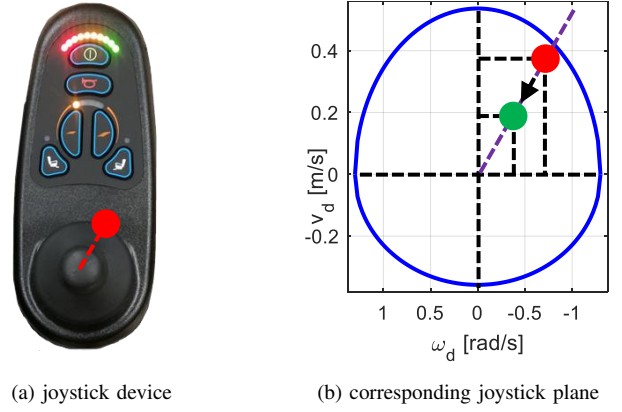 0.4
0.2
0
-0.2
v_d [m/s]
1 0.5 0 -0.5 -1
ω_d [rad/s]
(a) joystick device (b) corresponding joystick plane